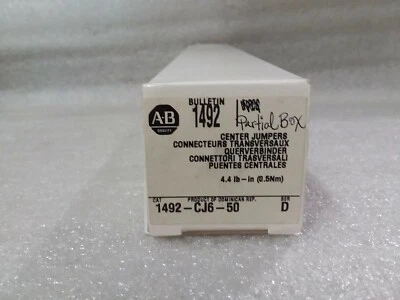 A-B
QUALITY
BULLETIN
1492
Partial Box
CENTER JUMPERS
CONNECTEURS TRANSVERSAUX
QUERVERBINDER
CONNETTORI TRASVERSALI
PUENTES CENTRALES
4.4 lb-in (0.5Nm)
CAT PRODUCT OF DOMINICAN REP. SER
1492-CJ6-50 D